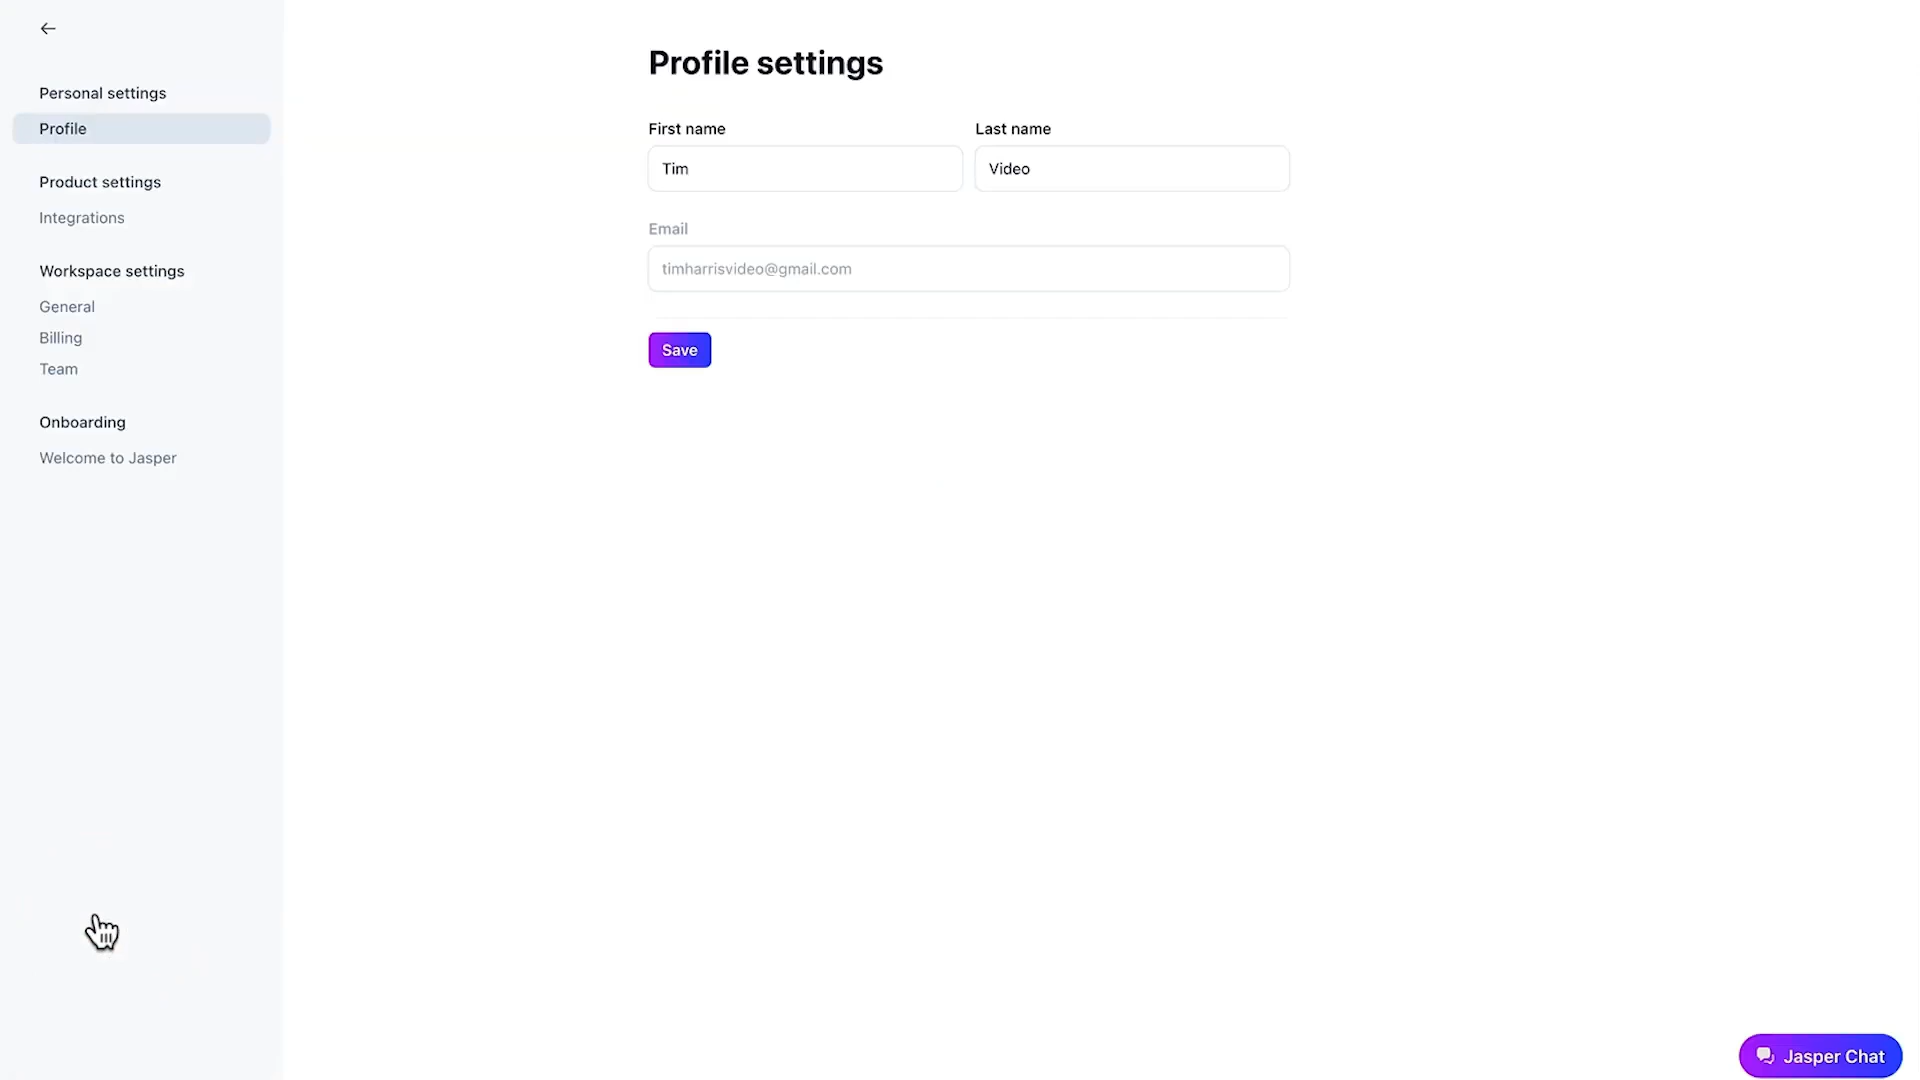 Personal settings
Profile
Product settings
Integrations
Workspace settings
General
Billing
Team
Onboarding
Welcome to Jasper
Profile settings
First name
Last name
Tim
Video
Email
timharrisvideo@gmail.com
Save
Jasper Chat